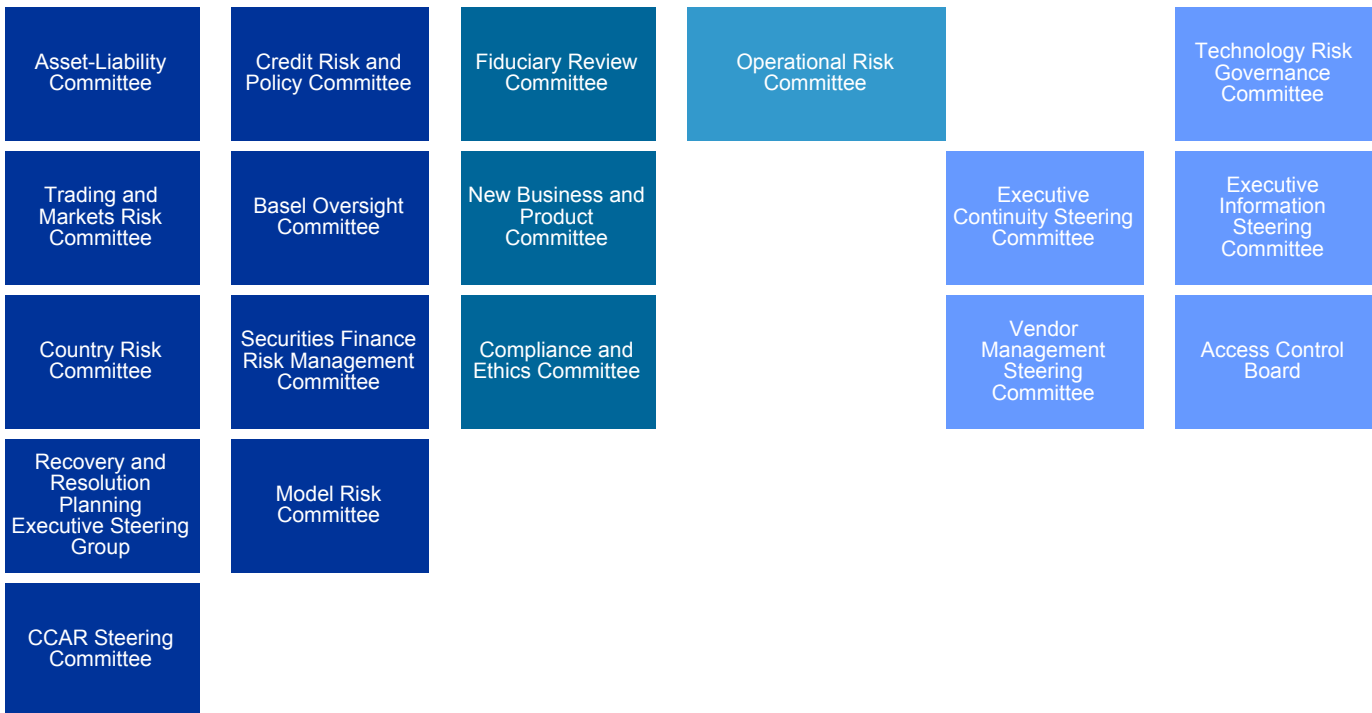 Asset-Liability
Committee
Credit Risk and
Policy Committee
Fiduciary Review
Committee
Operational Risk
Committee
Technology Risk
Governance
Committee
Trading and
Markets Risk
Committee
Basel Oversight
Committee
New Business and
Product
Committee
Executive
Continuity Steering
Committee
Executive
Information
Steering
Committee
Country Risk
Committee
Securities Finance
Risk Management
Committee
Compliance and
Ethics Committee
Vendor
Management
Steering
Committee
Access Control
Board
Recovery and
Resolution
Planning
Executive Steering
Group
Model Risk
Committee
CCAR Steering
Committee